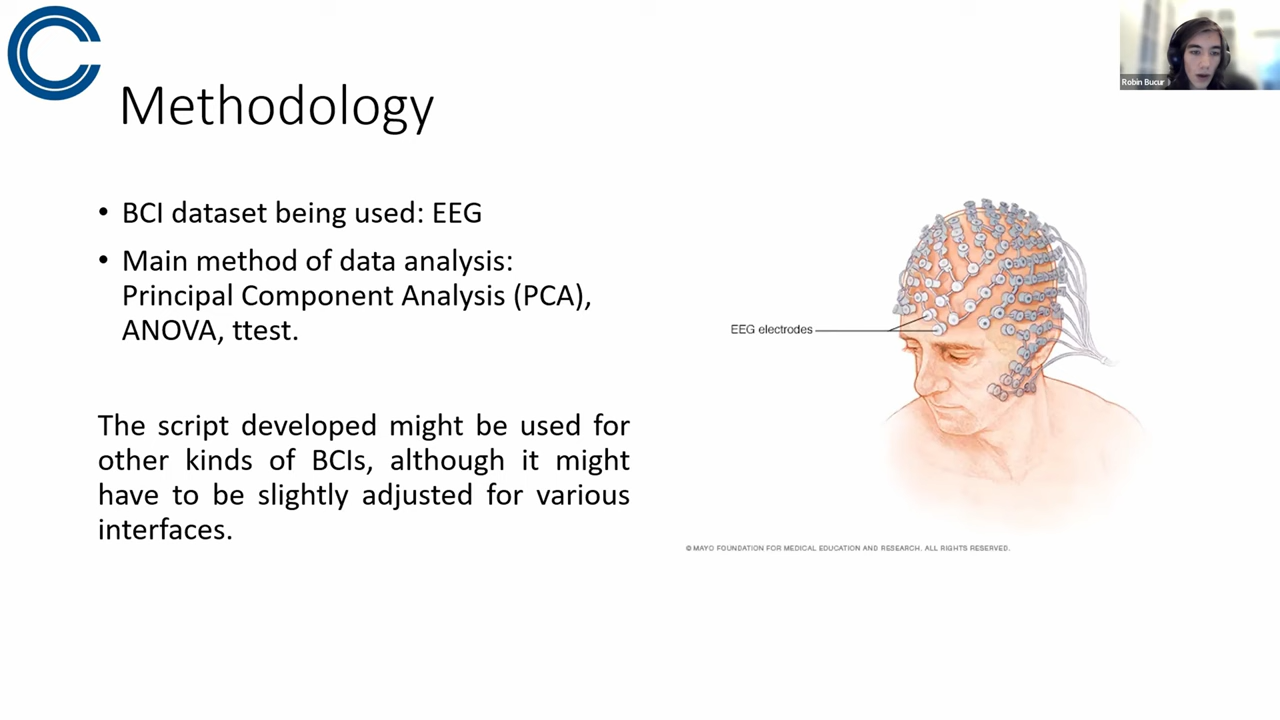 Robin Bucur
Methodology
• BCI dataset being used: EEG
• Main method of data analysis:
Principal Component Analysis (PCA),
ANOVA, ttest.
The script developed might be used for
other kinds of BCIs, although it might
have to be slightly adjusted for various
interfaces.
EEG electrodes
© MAYO FOUNDATION FOR MEDICAL EDUCATION AND RESEARCH. ALL RIGHTS RESERVED.